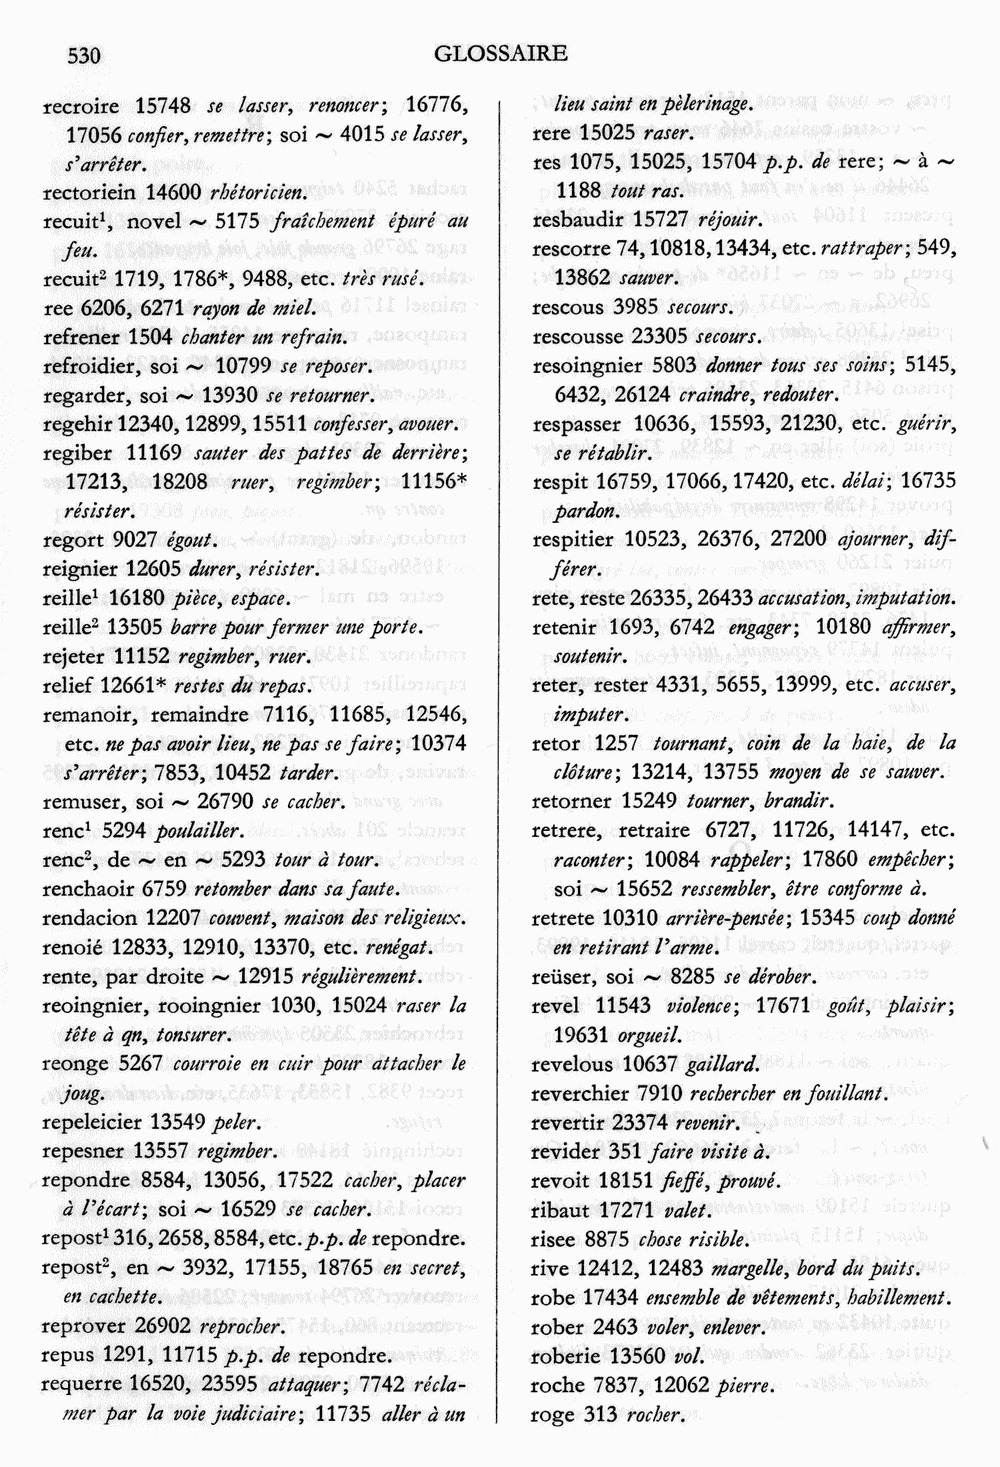 530
GLOSSAIRE
recroire 15748 se lasser, renoncer; 16776,
17056 confier, remettre; soi ~ 4015 se lasser,
s'arrêter.
rectoriein 14600 rhétoricien.
recuit¹, novel ~ 5175 fraîchement épuré au
feu.
recuit² 1719, 1786*, 9488, etc. très rusé.
ree 6206, 6271 rayon de miel.
refrener 1504 chanter un refrain.
refroidier, soi ~ 10799 se reposer.
regarder, soi ~ 13930 se retourner.
regehir 12340, 12899, 15511 confesser, avouer.
regiber 11169 sauter des pattes de derrière;
17213, 18208 ruer, regimber; 11156*
résister.
regort 9027 égout.
reignier 12605 durer, résister.
reille¹ 16180 pièce, espace.
reille² 13505 barre pour fermer une porte.
rejeter 11152 regimber, ruer.
relief 12661* restes du repas.
remanoir, remaindre 7116, 11685, 12546,
etc. ne pas avoir lieu, ne pas se faire; 10374
s'arrêter; 7853, 10452 tarder.
remuser, soi ~ 26790 se cacher.
renc¹ 5294 poulailler.
renc², de ~ en ~ 5293 tour à tour.
renchaoir 6759 retomber dans sa faute.
rendacion 12207 couvent, maison des religieux.
renoié 12833, 12910, 13370, etc. renégat.
rente, par droite ~ 12915 régulièrement.
reoingnier, rooingnier 1030, 15024 raser la
tête à qn, tonsurer.
reonge 5267 courroie en cuir pour attacher le
joug.
repeleicier 13549 peler.
repesner 13557 regimber.
repondre 8584, 13056, 17522 cacher, placer
à l'écart; soi ~ 16529 se cacher.
repost¹ 316, 2658, 8584, etc. p.p. de repondre.
repost², en ~ 3932, 17155, 18765 en secret,
en cachette.
reprover 26902 reprocher.
repus 1291, 11715 p.p. de repondre.
requerre 16520, 23595 attaquer; 7742 récla-
mer par la voie judiciaire; 11735 aller à un
lieu saint en pèlerinage.
rere 15025 raser.
res 1075, 15025, 15704 p.p. de rere; ~ à ~
1188 tout ras.
resbaudir 15727 réjouir.
rescorre 74, 10818, 13434, etc. rattraper; 549,
13862 sauver.
rescous 3985 secours.
rescousse 23305 secours.
resoingnier 5803 donner tous ses soins; 5145,
6432, 26124 craindre, redouter.
respasser 10636, 15593, 21230, etc. guérir,
se rétablir.
respit 16759, 17066, 17420, etc. délai; 16735
pardon.
respitier 10523, 26376, 27200 ajourner, dif-
férer.
rete, reste 26335, 26433 accusation, imputation.
retenir 1693, 6742 engager; 10180 affirmer,
soutenir.
reter, rester 4331, 5655, 13999, etc. accuser,
imputer.
retor 1257 tournant, coin de la haie, de la
clôture; 13214, 13755 moyen de se sauver.
retorner 15249 tourner, brandir.
retrere, retraire 6727, 11726, 14147, etc.
raconter; 10084 rappeler; 17860 empêcher;
soi ~ 15652 ressembler, être conforme à.
retrete 10310 arrière-pensée; 15345 coup donné
en retirant l'arme.
reüser, soi ~ 8285 se dérober.
revel 11543 violence; 17671 goût, plaisir;
19631 orgueil.
revelous 10637 gaillard.
reverchier 7910 rechercher en fouillant.
revertir 23374 revenir.
revider 351 faire visite à.
revoit 18151 fieffé, prouvé.
ribaut 17271 valet.
risee 8875 chose risible.
rive 12412, 12483 margelle, bord du puits.
robe 17434 ensemble de vêtements, habillement.
rober 2463 voler, enlever.
roberie 13560 vol.
roche 7837, 12062 pierre.
roge 313 rocher.